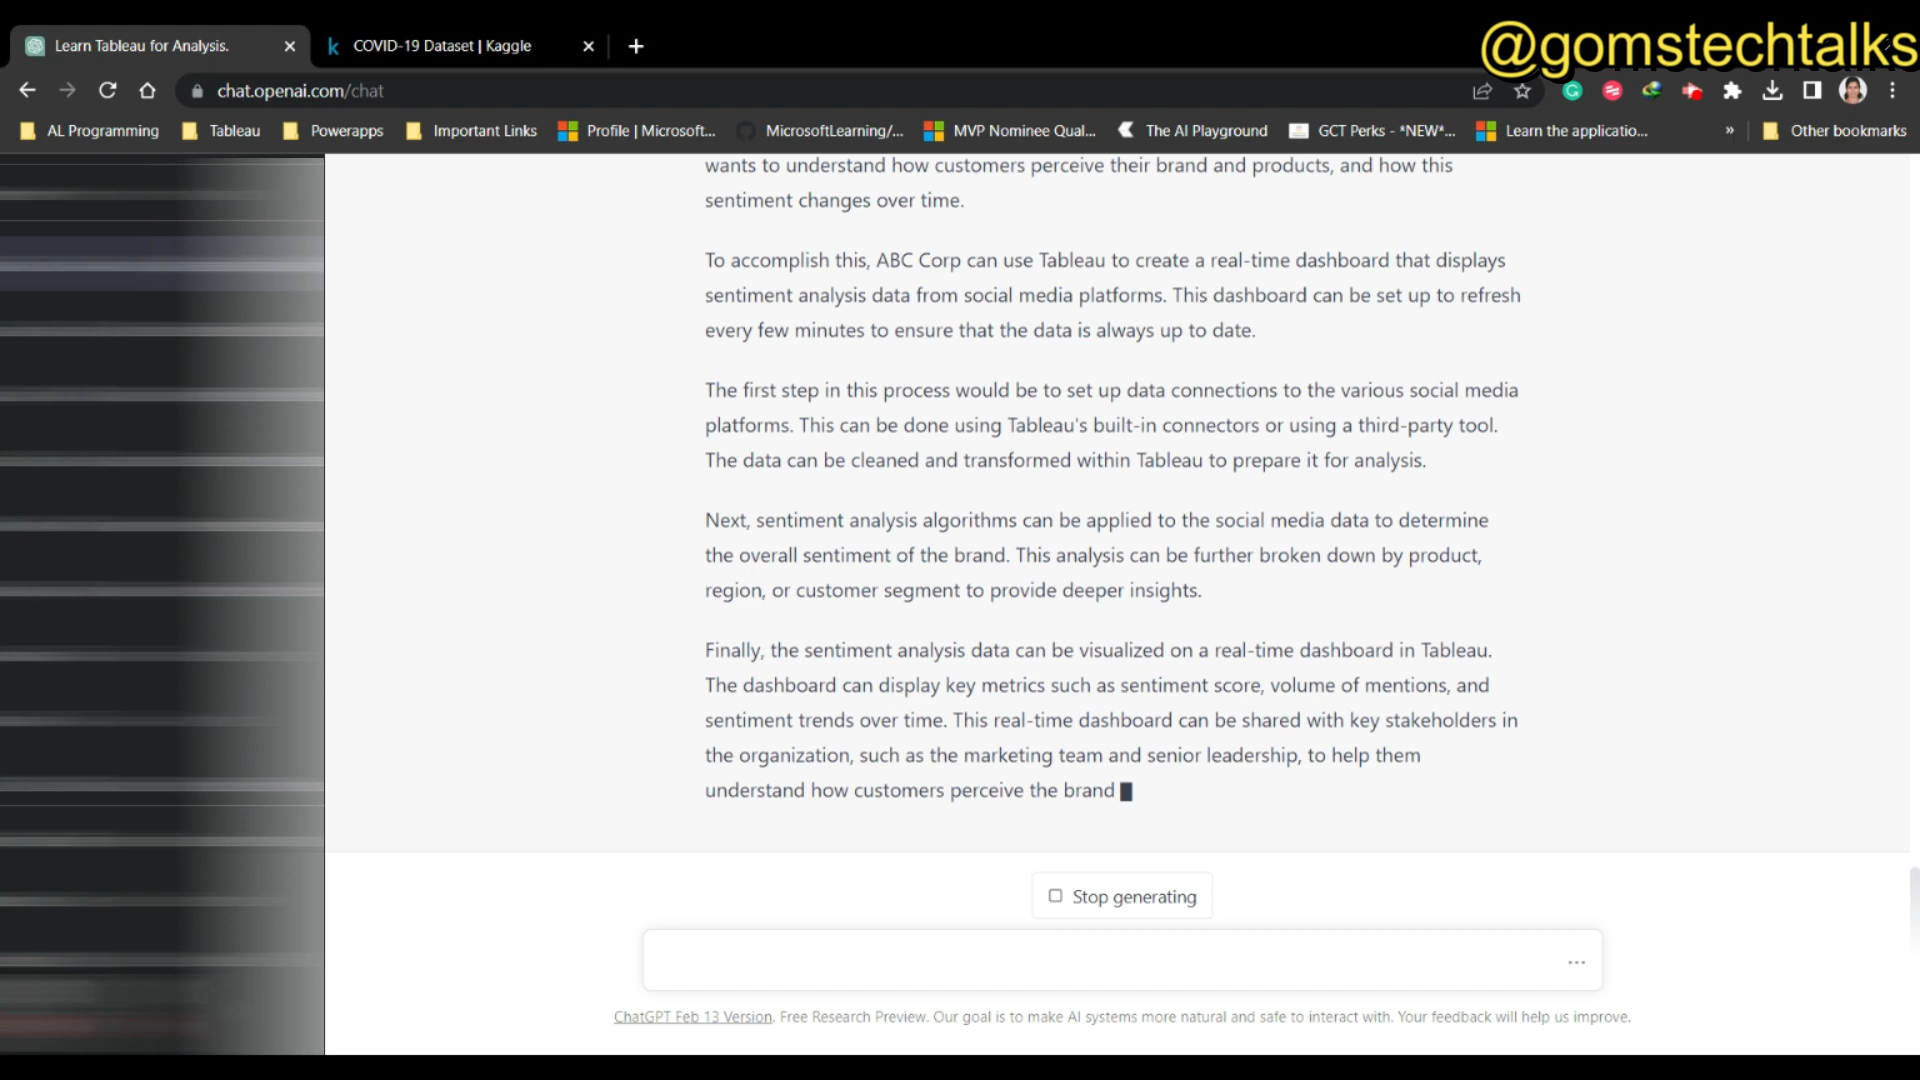 @gomstechtalks
Learn Tableau for Analysis.
COVID-19 Dataset | Kaggle
chat.openai.com/chat
AL Programming
Tableau
Powerapps
Important Links
Profile | Microsoft...
MicrosoftLearning/...
MVP Nominee Qual...
The AI Playground
GCT Perks - *NEW*...
Learn the applicatio...
»
Other bookmarks
wants to understand how customers perceive their brand and products, and how this
sentiment changes over time.
To accomplish this, ABC Corp can use Tableau to create a real-time dashboard that displays
sentiment analysis data from social media platforms. This dashboard can be set up to refresh
every few minutes to ensure that the data is always up to date.
The first step in this process would be to set up data connections to the various social media
platforms. This can be done using Tableau's built-in connectors or using a third-party tool.
The data can be cleaned and transformed within Tableau to prepare it for analysis.
Next, sentiment analysis algorithms can be applied to the social media data to determine
the overall sentiment of the brand. This analysis can be further broken down by product,
region, or customer segment to provide deeper insights.
Finally, the sentiment analysis data can be visualized on a real-time dashboard in Tableau.
The dashboard can display key metrics such as sentiment score, volume of mentions, and
sentiment trends over time. This real-time dashboard can be shared with key stakeholders in
the organization, such as the marketing team and senior leadership, to help them
understand how customers perceive the brand
Stop generating
ChatGPT Feb 13 Version. Free Research Preview. Our goal is to make AI systems more natural and safe to interact with. Your feedback will help us improve.